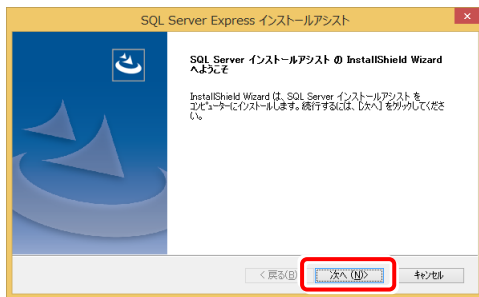 SQL Server Express インストールアシスト
SQL Server インストールアシスト の InstallShield Wizard
へようこそ
InstallShield Wizard は、SQL Server インストールアシスト を
コンピューターにインストールします。続行するには、[次へ] をクリックしてくださ
い。
< 戻る(B)
次へ (N)>
キャンセル